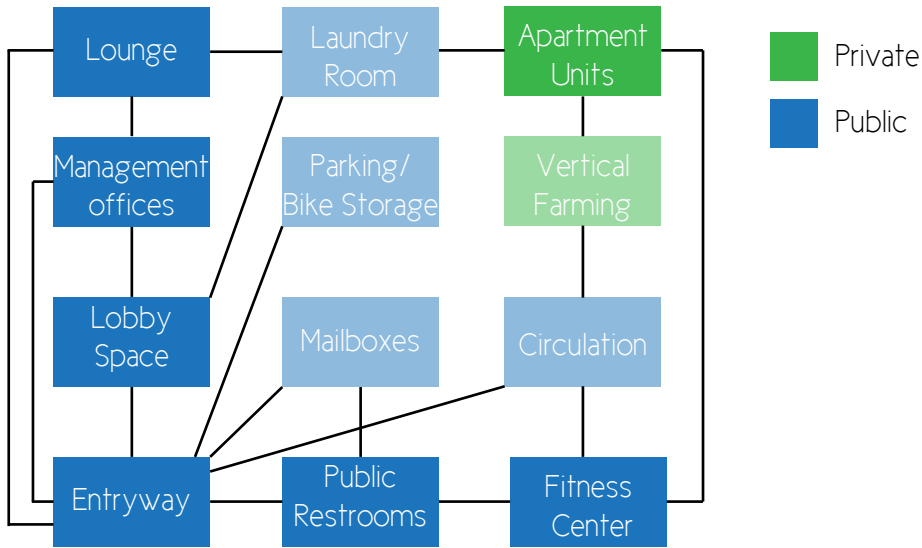 Lounge
Laundry
Room
Apartment
Units
Private
Public
Management
offices
Parking/
Bike Storage
Vertical
Farming
Lobby
Space
Mailboxes
Circulation
Entryway
Public
Restrooms
Fitness
Center